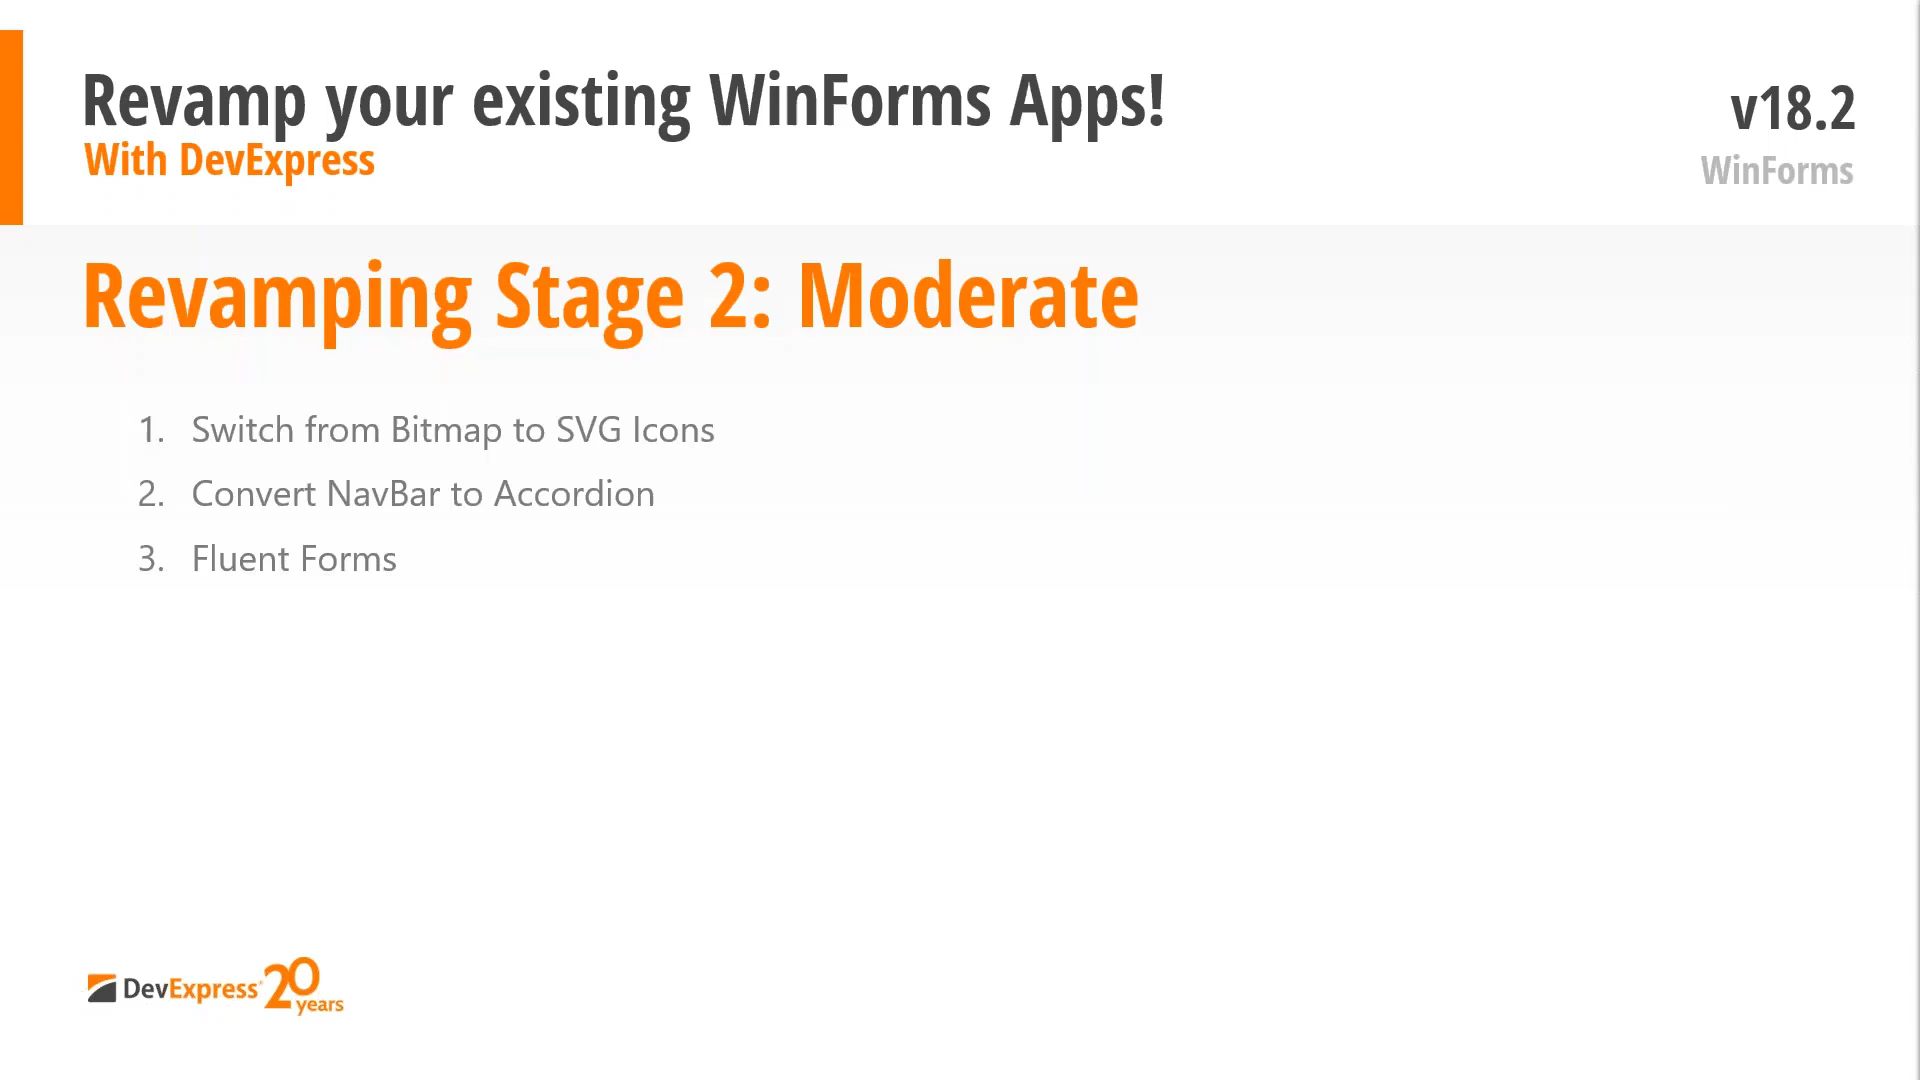 Revamp your existing WinForms Apps!
With DevExpress
v18.2
WinForms
Revamping Stage 2: Moderate
1. Switch from Bitmap to SVG Icons
2. Convert NavBar to Accordion
3. Fluent Forms
DevExpress 20 years